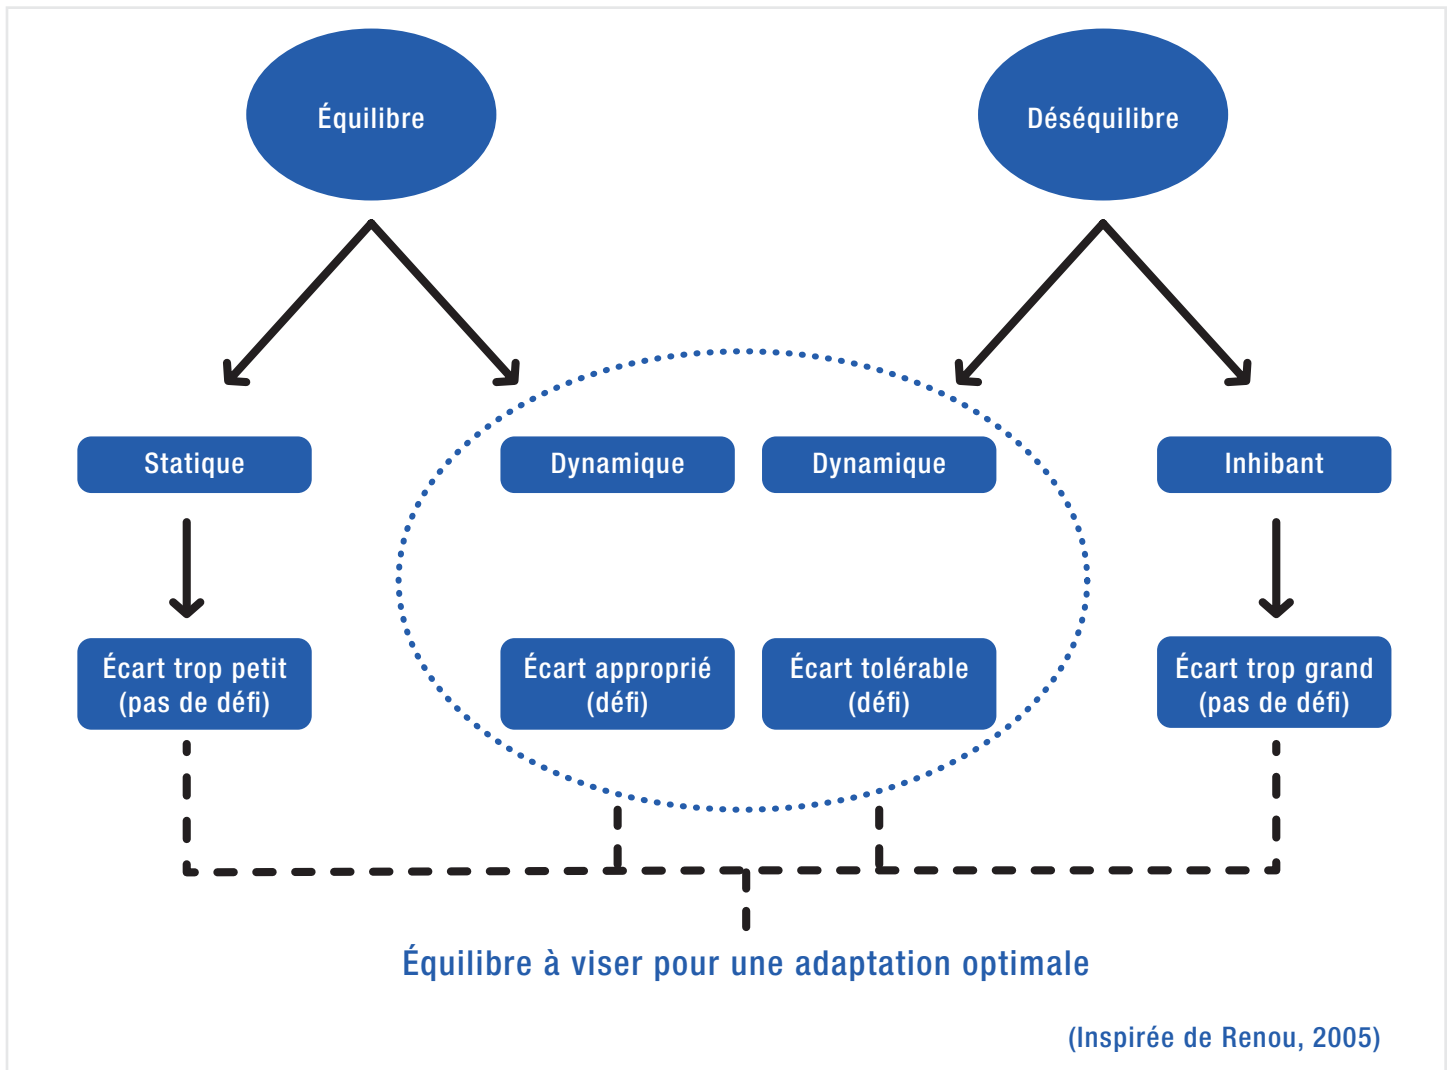 Équilibre
Déséquilibre
Statique
Dynamique
Dynamique
Inhibant
Écart trop petit
(pas de défi)
Écart approprié
(défi)
Écart tolérable
(défi)
Écart trop grand
(pas de défi)
Équilibre à viser pour une adaptation optimale
(Inspirée de Renou, 2005)